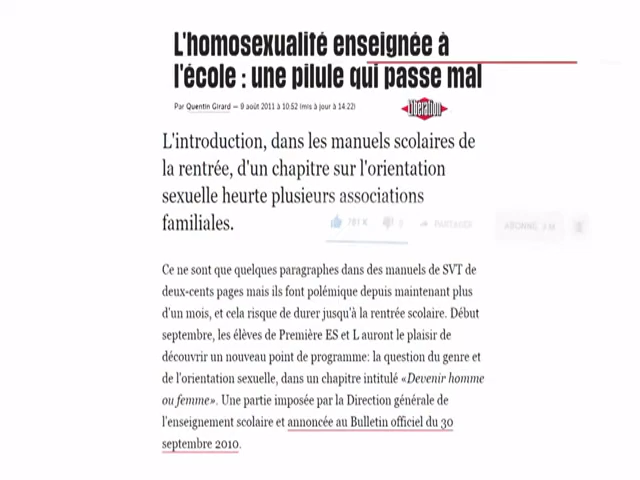 L'homosexualité enseignée à
l'école : une pilule qui passe mal
Par Quentin Girard — 9 août 2011 à 10:52 (mis à jour à 14:22)
Libération
L'introduction, dans les manuels scolaires de
la rentrée, d'un chapitre sur l'orientation
sexuelle heurte plusieurs associations
familiales.
781 K 0 PARTAGER ABONNÉ
Ce ne sont que quelques paragraphes dans des manuels de SVT de
deux-cents pages mais ils font polémique depuis maintenant plus
d'un mois, et cela risque de durer jusqu'à la rentrée scolaire. Début
septembre, les élèves de Première ES et L auront le plaisir de
découvrir un nouveau point de programme: la question du genre et
de l'orientation sexuelle, dans un chapitre intitulé «Devenir homme
ou femme». Une partie imposée par la Direction générale de
l'enseignement scolaire et annoncée au Bulletin officiel du 30
septembre 2010.